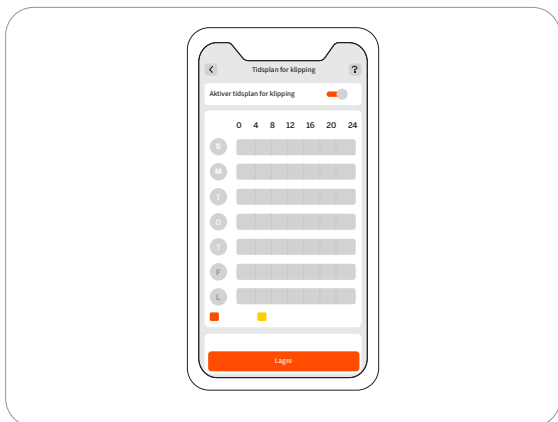 Tidsplan for klipping ?
Aktiver tidsplan for klipping
0 4 8 12 16 20 24
S
M
T
O
T
F
L
Lagre